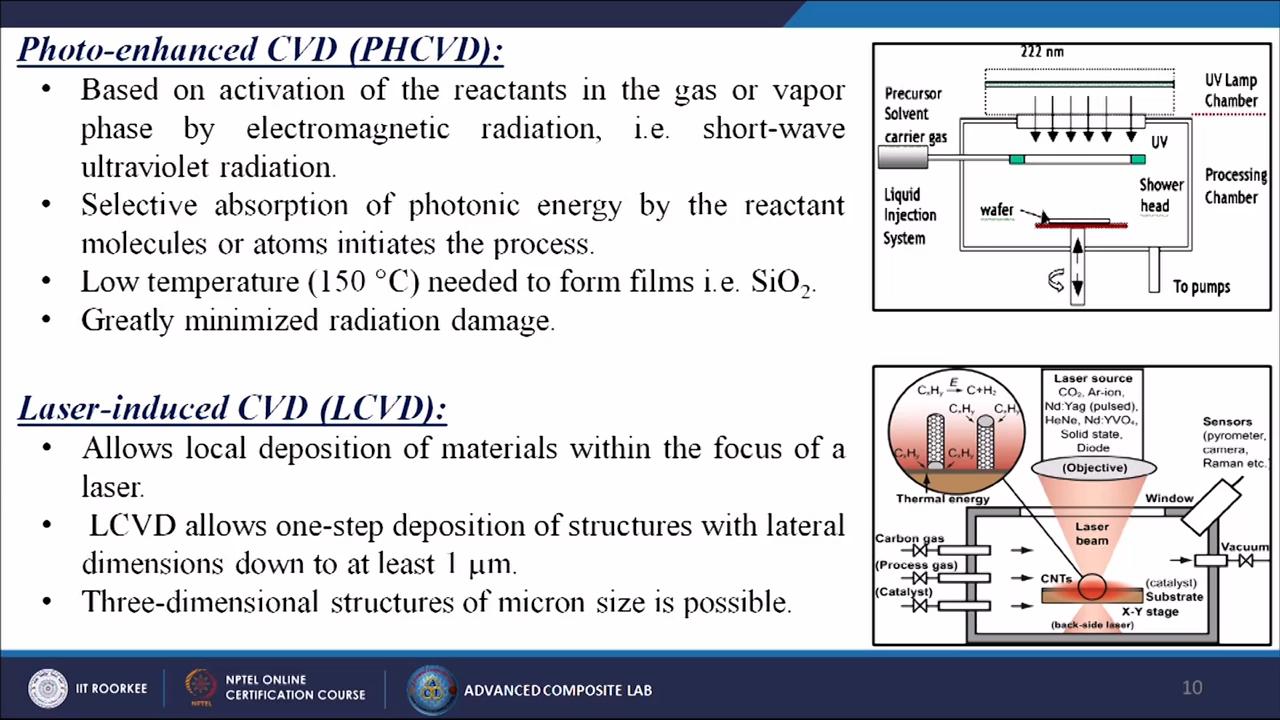 Photo-enhanced CVD (PHCVD):
• Based on activation of the reactants in the gas or vapor
phase by electromagnetic radiation, i.e. short-wave
ultraviolet radiation.
• Selective absorption of photonic energy by the reactant
molecules or atoms initiates the process.
• Low temperature (150 °C) needed to form films i.e. SiO₂.
• Greatly minimized radiation damage.
Laser-induced CVD (LCVD):
• Allows local deposition of materials within the focus of a
laser.
• LCVD allows one-step deposition of structures with lateral
dimensions down to at least 1 µm.
• Three-dimensional structures of micron size is possible.
222 nm
UV Lamp
Chamber
Precursor
Solvent
carrier gas
UV
Processing
Chamber
Shower
head
Liquid
Injection
System
wafer
To pumps
CₓHᵧ E→ C+H₂
CₓHᵧ CₓHᵧ
CₓHᵧ CₓHᵧ
Thermal energy
Laser source
CO₂, Ar-ion,
Nd:Yag (pulsed),
HeNe, Nd:YVO₄,
Solid state,
Diode
(Objective)
Sensors
(pyrometer,
camera,
Raman etc.)
Window
Laser
beam
Carbon gas
(Process gas)
(Catalyst)
Vacuum
CNTs
(catalyst)
Substrate
X-Y stage
(back-side laser)
IIT ROORKEE
NPTEL
NPTEL ONLINE
CERTIFICATION COURSE
ADVANCED COMPOSITE LAB
10